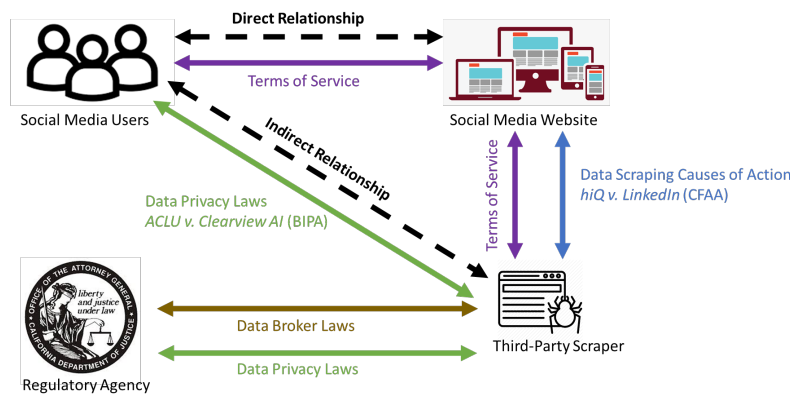 Direct Relationship
Terms of Service
Social Media Users
Social Media Website
Indirect Relationship
Terms of Service
Data Scraping Causes of Action
hiQ v. LinkedIn (CFAA)
Data Privacy Laws
ACLU v. Clearview AI (BIPA)
OFFICE OF THE ATTORNEY GENERAL
liberty
and justice
under law
CALIFORNIA DEPARTMENT OF JUSTICE
Data Broker Laws
Third-Party Scraper
Data Privacy Laws
Regulatory Agency